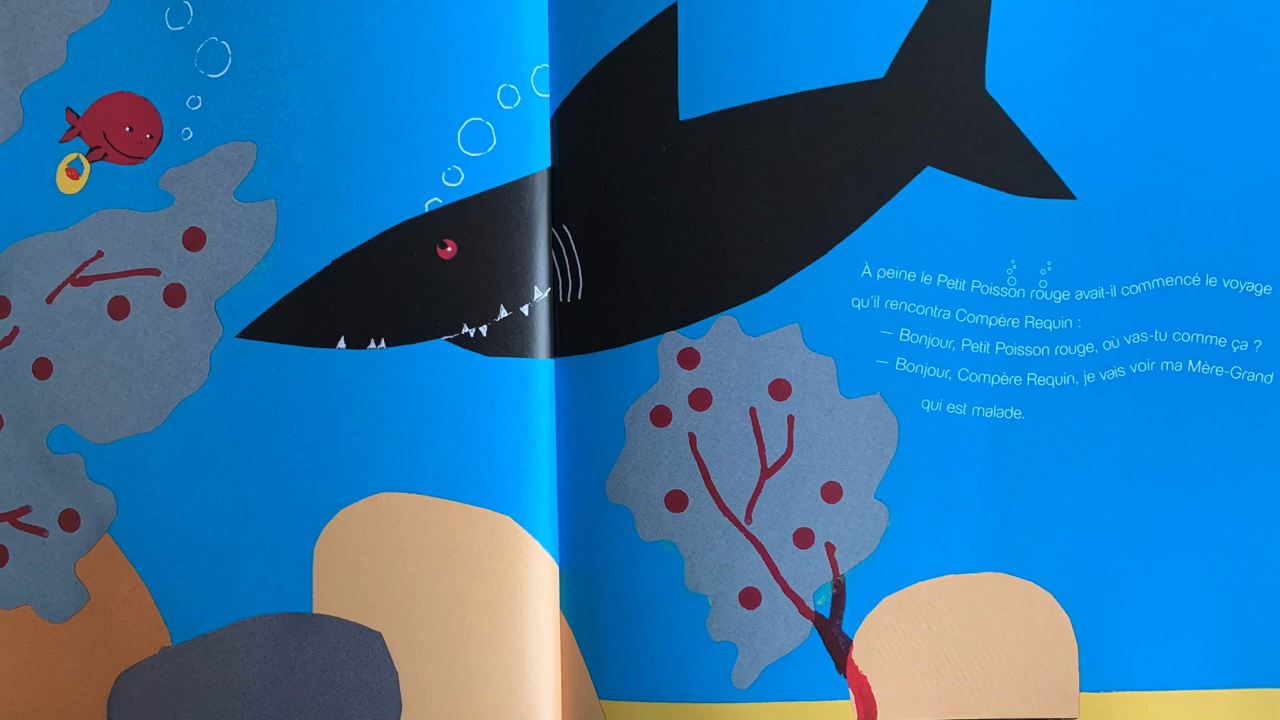 À peine le Petit Poisson rouge avait-il commencé le voyage
qu'il rencontra Compère Requin :
— Bonjour, Petit Poisson rouge, où vas-tu comme ça ?
— Bonjour, Compère Requin, je vais voir ma Mère-Grand
qui est malade.